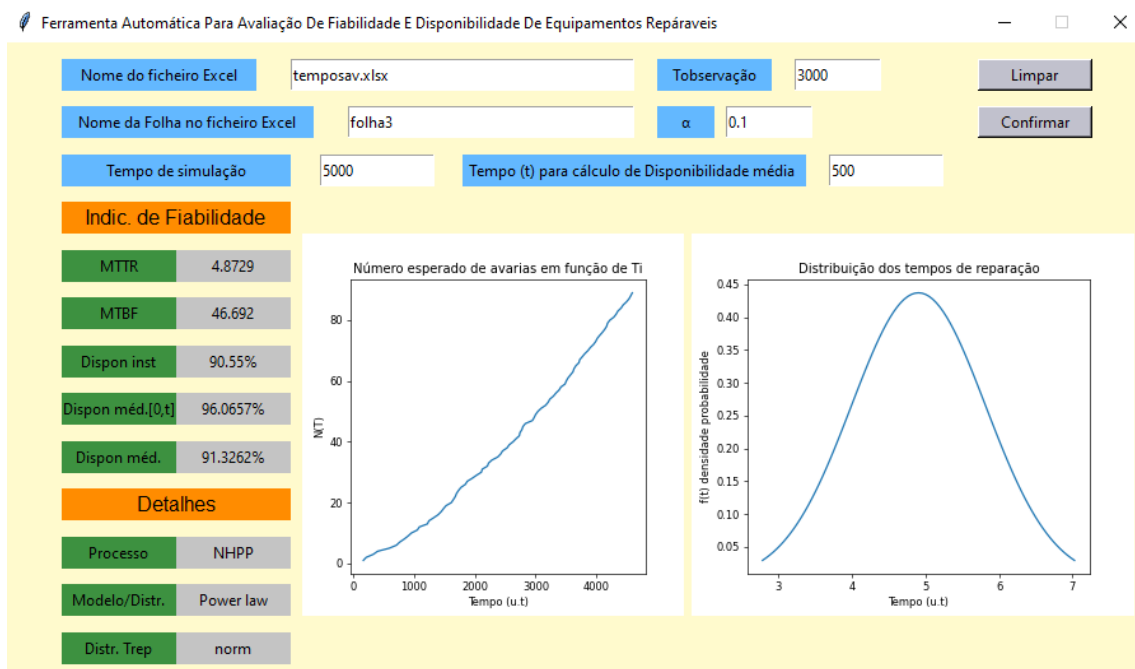 Ferramenta Automática Para Avaliação De Fiabilidade E Disponibilidade De Equipamentos Repáraveis
Nome do ficheiro Excel temposav.xlsx Tobservação 3000 Limpar
Nome da Folha no ficheiro Excel folha3 α 0.1 Confirmar
Tempo de simulação 5000 Tempo (t) para cálculo de Disponibilidade média 500
Indic. de Fiabilidade
MTTR 4.8729
MTBF 46.692
Dispon inst 90.55%
Dispon méd.[0,t] 96.0657%
Dispon méd. 91.3262%
Detalhes
Processo NHPP
Modelo/Distr. Power law
Distr. Trep norm
Número esperado de avarias em função de Ti
N(T)
80
60
40
20
0
0 1000 2000 3000 4000
Tempo (u.t)
Distribuição dos tempos de reparação
f(t) densidade probabilidade
0.45
0.40
0.35
0.30
0.25
0.20
0.15
0.10
0.05
3 4 5 6 7
Tempo (u.t)